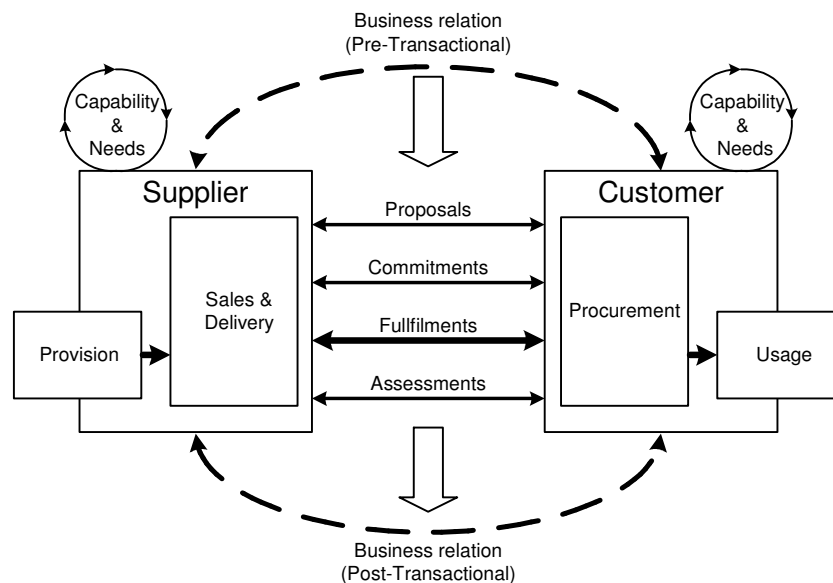 Business relation
(Pre-Transactional)
Capability
&
Needs
Capability
&
Needs
Supplier
Customer
Proposals
Commitments
Sales &
Delivery
Fullfilments
Procurement
Provision
Usage
Assessments
Business relation
(Post-Transactional)